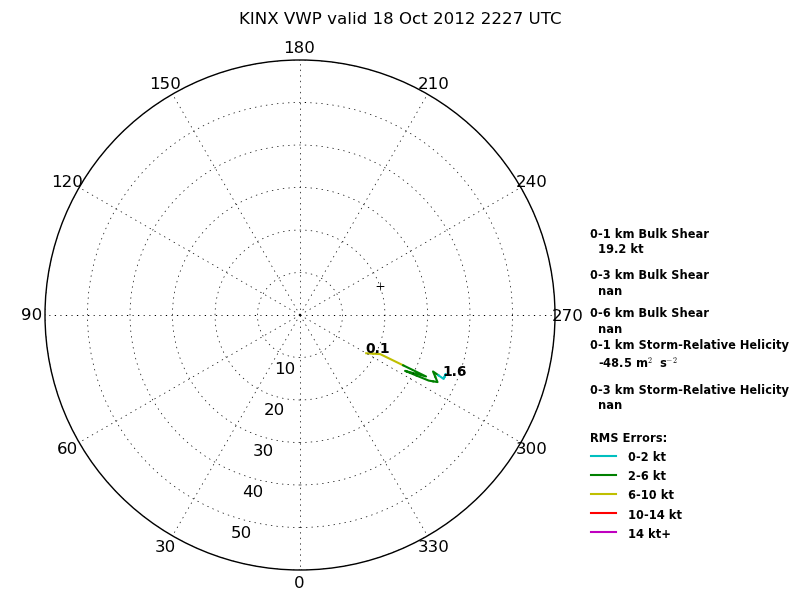 KINX VWP valid 18 Oct 2012 2227 UTC
180
150
210
120
240
90
270
60
300
30
330
0
10
20
30
40
50
0.1
1.6
0-1 km Bulk Shear
19.2 kt
0-3 km Bulk Shear
nan
0-6 km Bulk Shear
nan
0-1 km Storm-Relative Helicity
-48.5 m² s⁻²
0-3 km Storm-Relative Helicity
nan
RMS Errors:
0-2 kt
2-6 kt
6-10 kt
10-14 kt
14 kt+